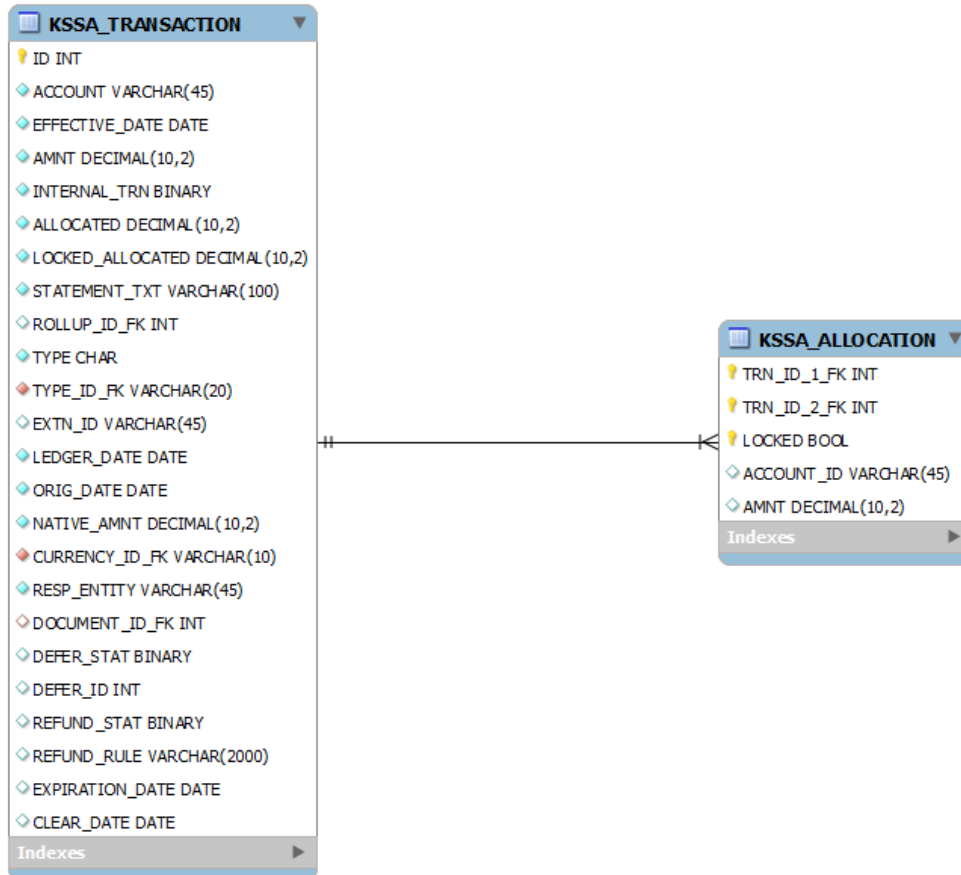 KSSA_TRANSACTION
ID INT
ACCOUNT VARCHAR(45)
EFFECTIVE_DATE DATE
AMNT DECIMAL(10,2)
INTERNAL_TRN BINARY
ALLOCATED DECIMAL(10,2)
LOCKED_ALLOCATED DECIMAL(10,2)
STATEMENT_TXT VARCHAR(100)
ROLLUP_ID_FK INT
TYPE CHAR
TYPE_ID_FK VARCHAR(20)
EXTN_ID VARCHAR(45)
LEDGER_DATE DATE
ORIG_DATE DATE
NATIVE_AMNT DECIMAL(10,2)
CURRENCY_ID_FK VARCHAR(10)
RESP_ENTITY VARCHAR(45)
DOCUMENT_ID_FK INT
DEFER_STAT BINARY
DEFER_ID INT
REFUND_STAT BINARY
REFUND_RULE VARCHAR(2000)
EXPIRATION_DATE DATE
CLEAR_DATE DATE
Indexes
KSSA_ALLOCATION
TRN_ID_1_FK INT
TRN_ID_2_FK INT
LOCKED BOOL
ACCOUNT_ID VARCHAR(45)
AMNT DECIMAL(10,2)
Indexes